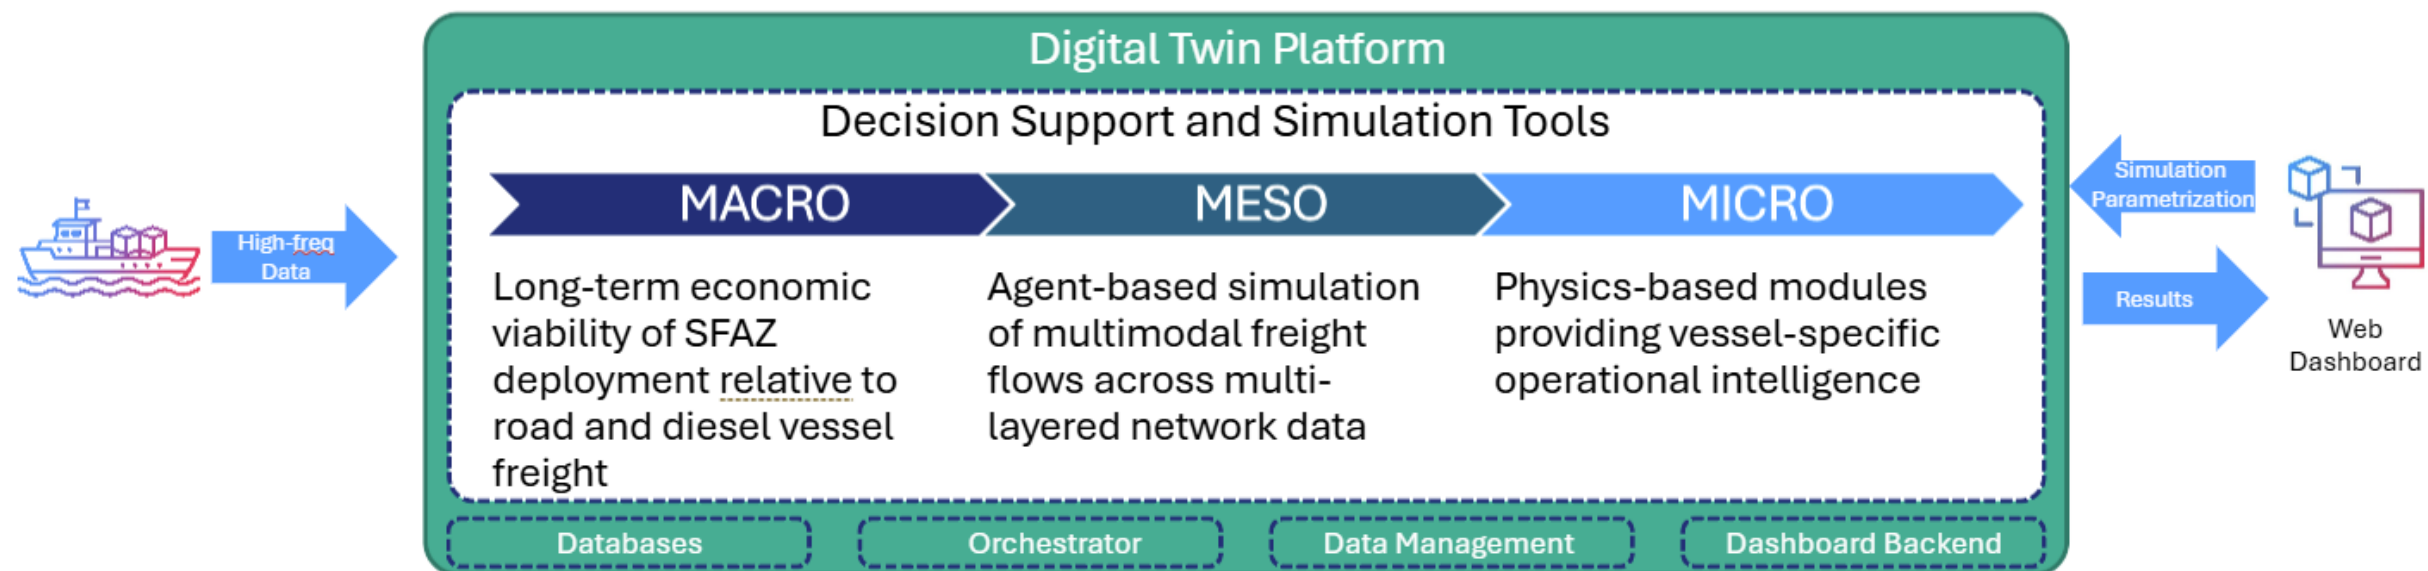 Digital Twin Platform
Decision Support and Simulation Tools
MACRO
MESO
MICRO
High-freq
Data
Long-term economic
viability of SFAZ
deployment relative to
road and diesel vessel
freight
Agent-based simulation
of multimodal freight
flows across multi-
layered network data
Physics-based modules
providing vessel-specific
operational intelligence
Simulation
Parametrization
Results
Web
Dashboard
Databases
Orchestrator
Data Management
Dashboard Backend